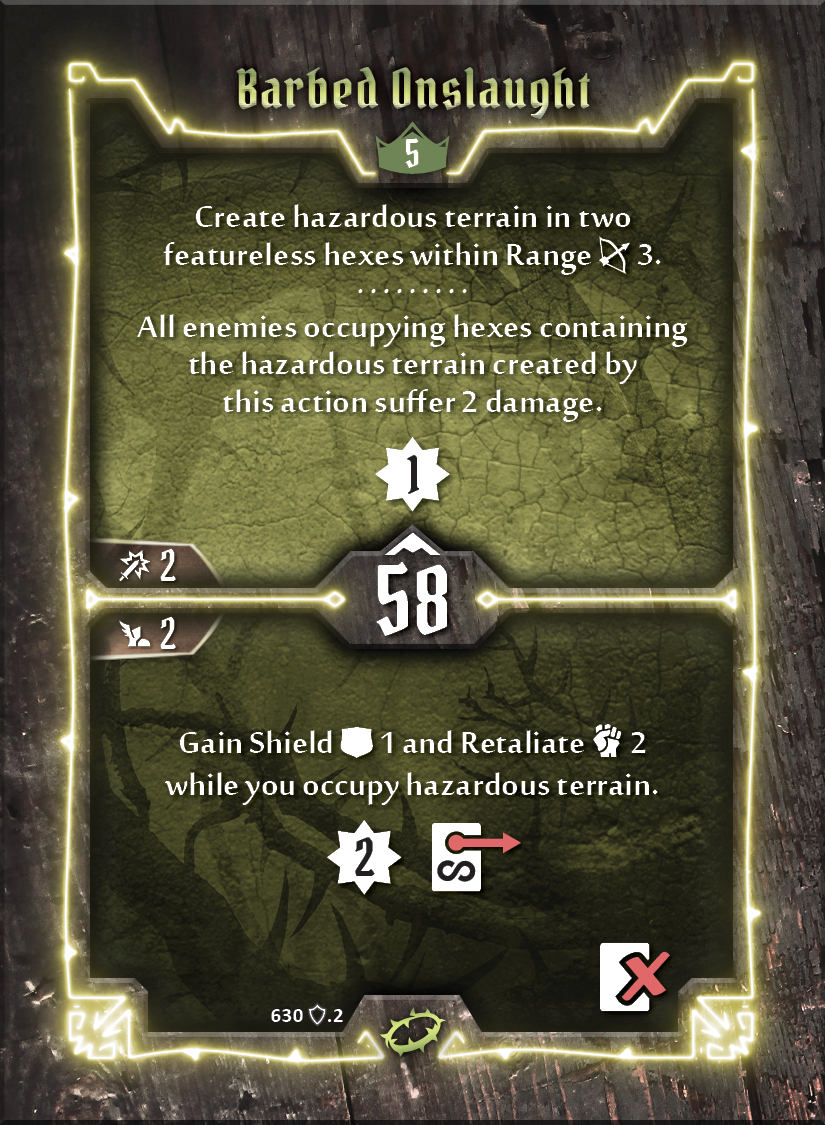 Barbed Onslaught
5
Create hazardous terrain in two
featureless hexes within Range 3.
.........
All enemies occupying hexes containing
the hazardous terrain created by
this action suffer 2 damage.
1
2
58
2
Gain Shield 1 and Retaliate 2
while you occupy hazardous terrain.
2
∞
630 .2